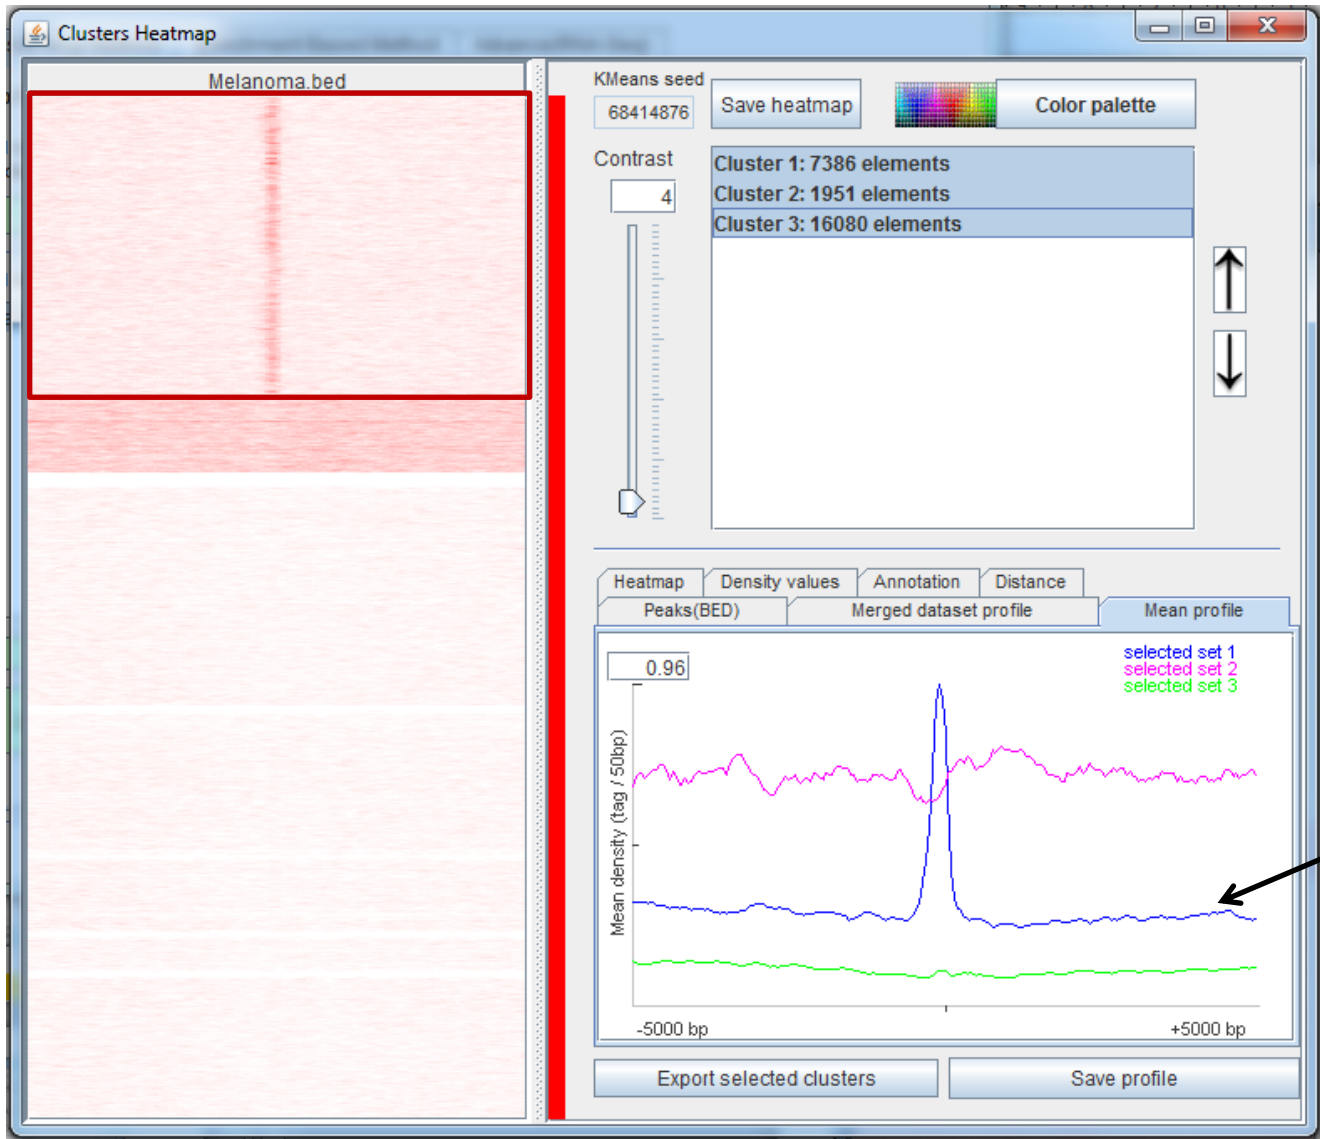 Clusters Heatmap
Melanoma.bed
KMeans seed
68414876
Save heatmap
Color palette
Contrast
4
Cluster 1: 7386 elements
Cluster 2: 1951 elements
Cluster 3: 16080 elements
Heatmap
Density values
Annotation
Distance
Peaks(BED)
Merged dataset profile
Mean profile
0.96
selected set 1
selected set 2
selected set 3
Mean density (tag / 50bp)
-5000 bp
+5000 bp
Export selected clusters
Save profile